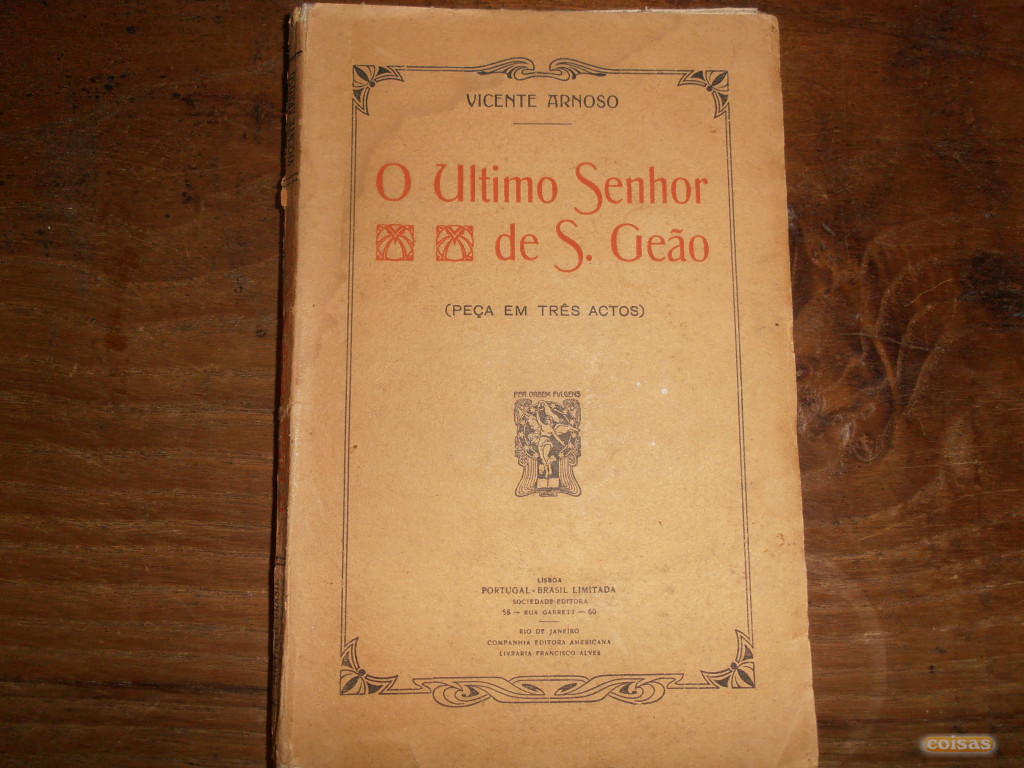 VICENTE ARNOSO
O Ultimo Senhor
de S. Geão
(PEÇA EM TRÊS ACTOS)
PER ORBEM FVLGENS
LISBOA
PORTUGAL-BRASIL LIMITADA
SOCIEDADE EDITORA
58 — RUA GARRETT — 60
RIO DE JANEIRO
COMPANHIA EDITORA AMERICANA
LIVRARIA FRANCISCO ALVES
coisas